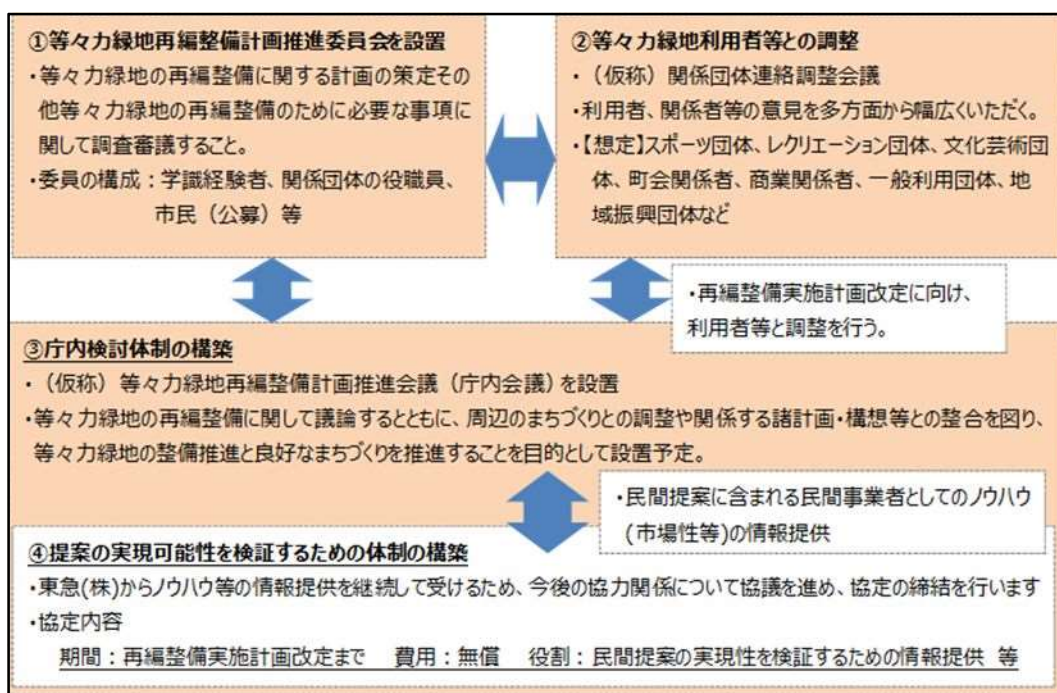 ①等々力緑地再編整備計画推進委員会を設置
・等々力緑地の再編整備に関する計画の策定その
他等々力緑地の再編整備のために必要な事項に
関して調査審議すること。
・委員の構成：学識経験者、関係団体の役職員、
市民（公募）等
②等々力緑地利用者等との調整
・（仮称）関係団体連絡調整会議
・利用者、関係者等の意見を多方面から幅広くいただく。
・【想定】スポーツ団体、レクリエーション団体、文化芸術団
体、町会関係者、商業関係者、一般利用団体、地
域振興団体など
・再編整備実施計画改定に向け、
利用者等と調整を行う。
③庁内検討体制の構築
・（仮称）等々力緑地再編整備計画推進会議（庁内会議）を設置
・等々力緑地の再編整備に関して議論するとともに、周辺のまちづくりとの調整や関係する諸計画・構想等との整合を図り、
等々力緑地の整備推進と良好なまちづくりを推進することを目的として設置予定。
・民間提案に含まれる民間事業者としてのノウハウ
(市場性等)の情報提供
④提案の実現可能性を検証するための体制の構築
・東急(株)からノウハウ等の情報提供を継続して受けるため、今後の協力関係について協議を進め、協定の締結を行います
・協定内容
期間：再編整備実施計画改定まで　費用：無償　役割：民間提案の実現性を検証するための情報提供 等